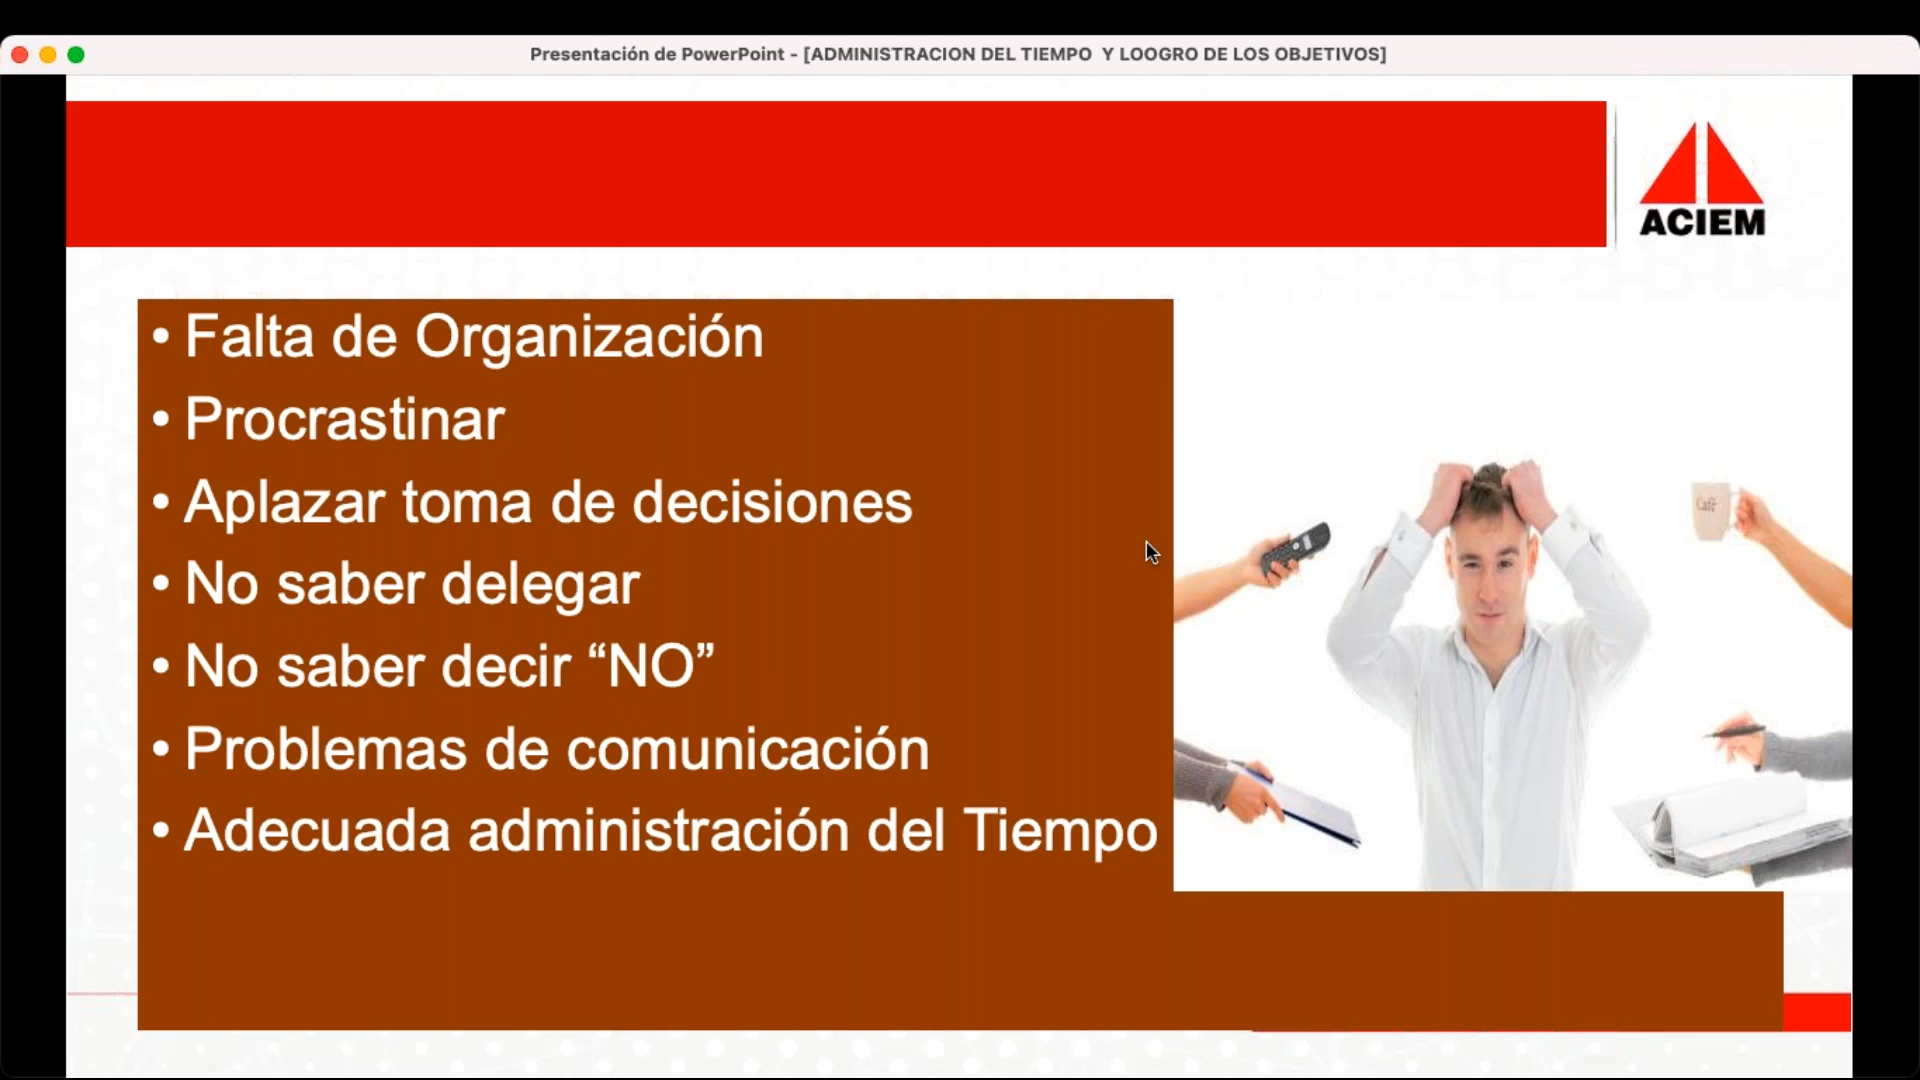 Presentación de PowerPoint - [ADMINISTRACION DEL TIEMPO  Y LOOGRO DE LOS OBJETIVOS]
ACIEM
• Falta de Organización
• Procrastinar
• Aplazar toma de decisiones
• No saber delegar
• No saber decir “NO”
• Problemas de comunicación
• Adecuada administración del Tiempo
Café